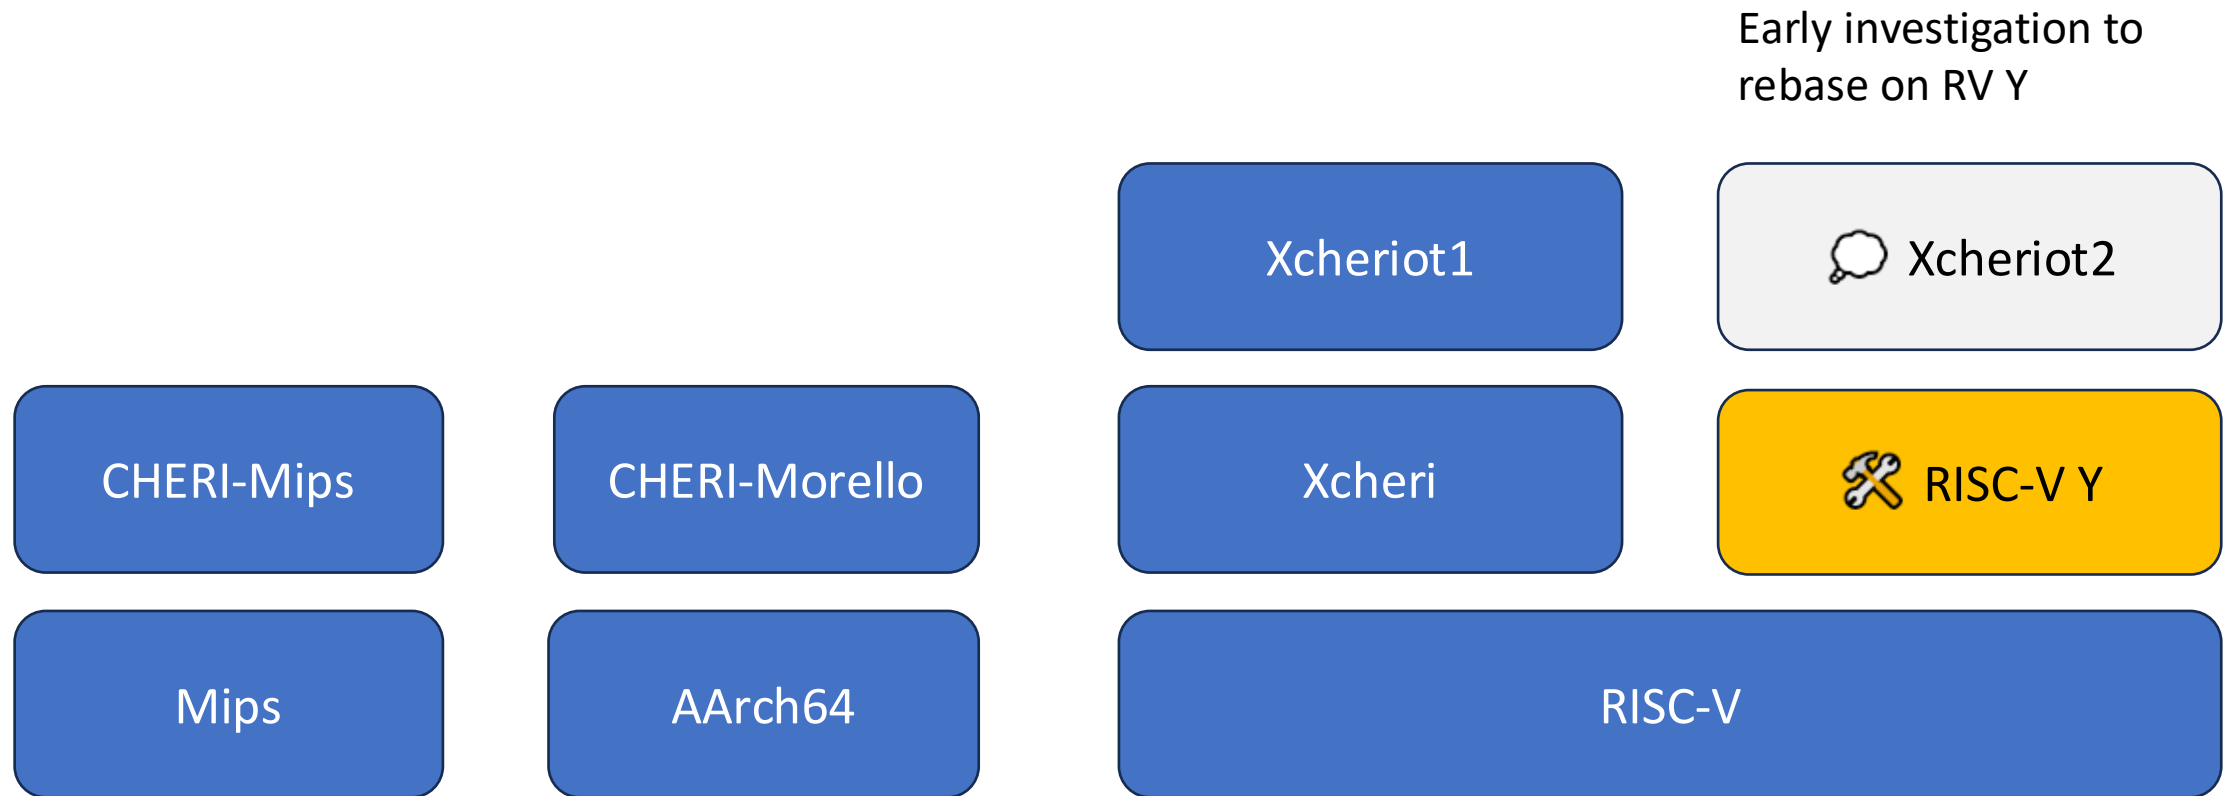 Early investigation to
rebase on RV Y
Xcheriot1
Xcheriot2
CHERI-Mips
CHERI-Morello
Xcheri
RISC-V Y
Mips
AArch64
RISC-V